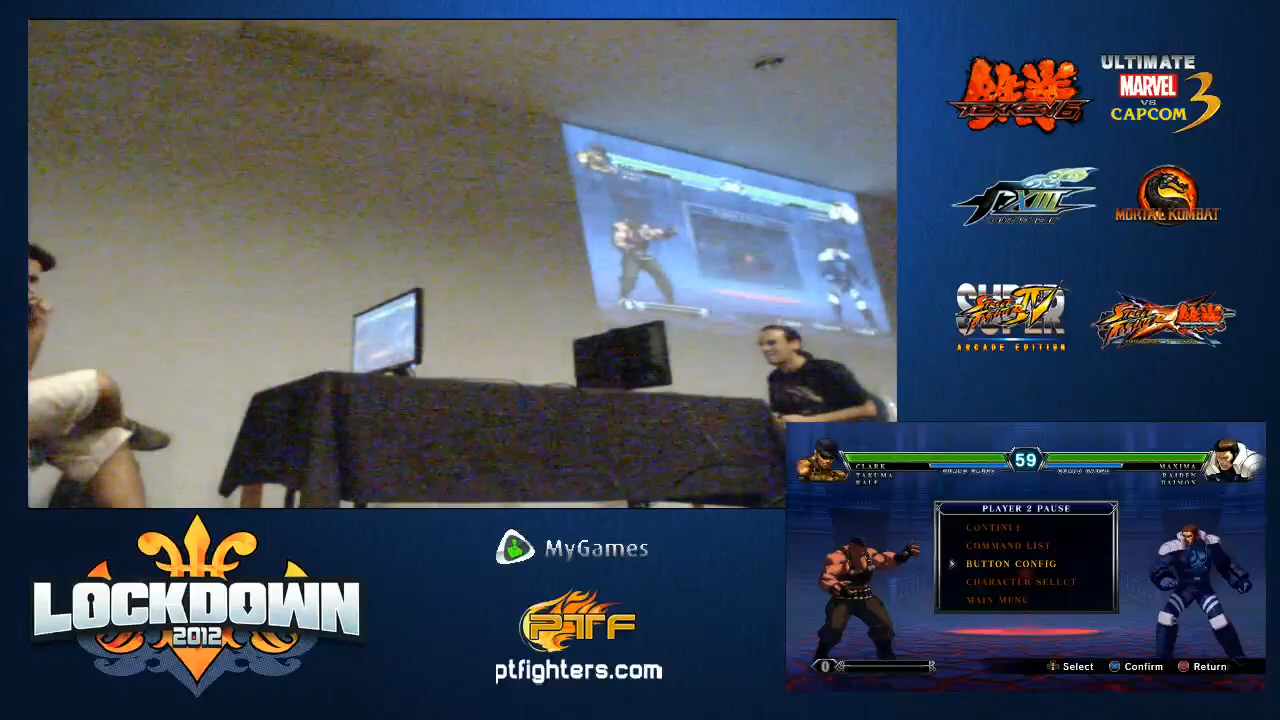 TEKKEN 6
ULTIMATE
MARVEL
VS
CAPCOM 3
XIII
MORTAL KOMBAT
SUPER
STREET FIGHTER IV
ARCADE EDITION
STREET FIGHTER X
LOCKDOWN
2012
MyGames
PTF
ptfighters.com
CLARK
TAKUMA
RALF
59
MAXIMA
RAIDEN
DAIMON
PLAYER 2 PAUSE
CONTINUE
COMMAND LIST
BUTTON CONFIG
CHARACTER SELECT
MAIN MENU
0
Select
Confirm
Return